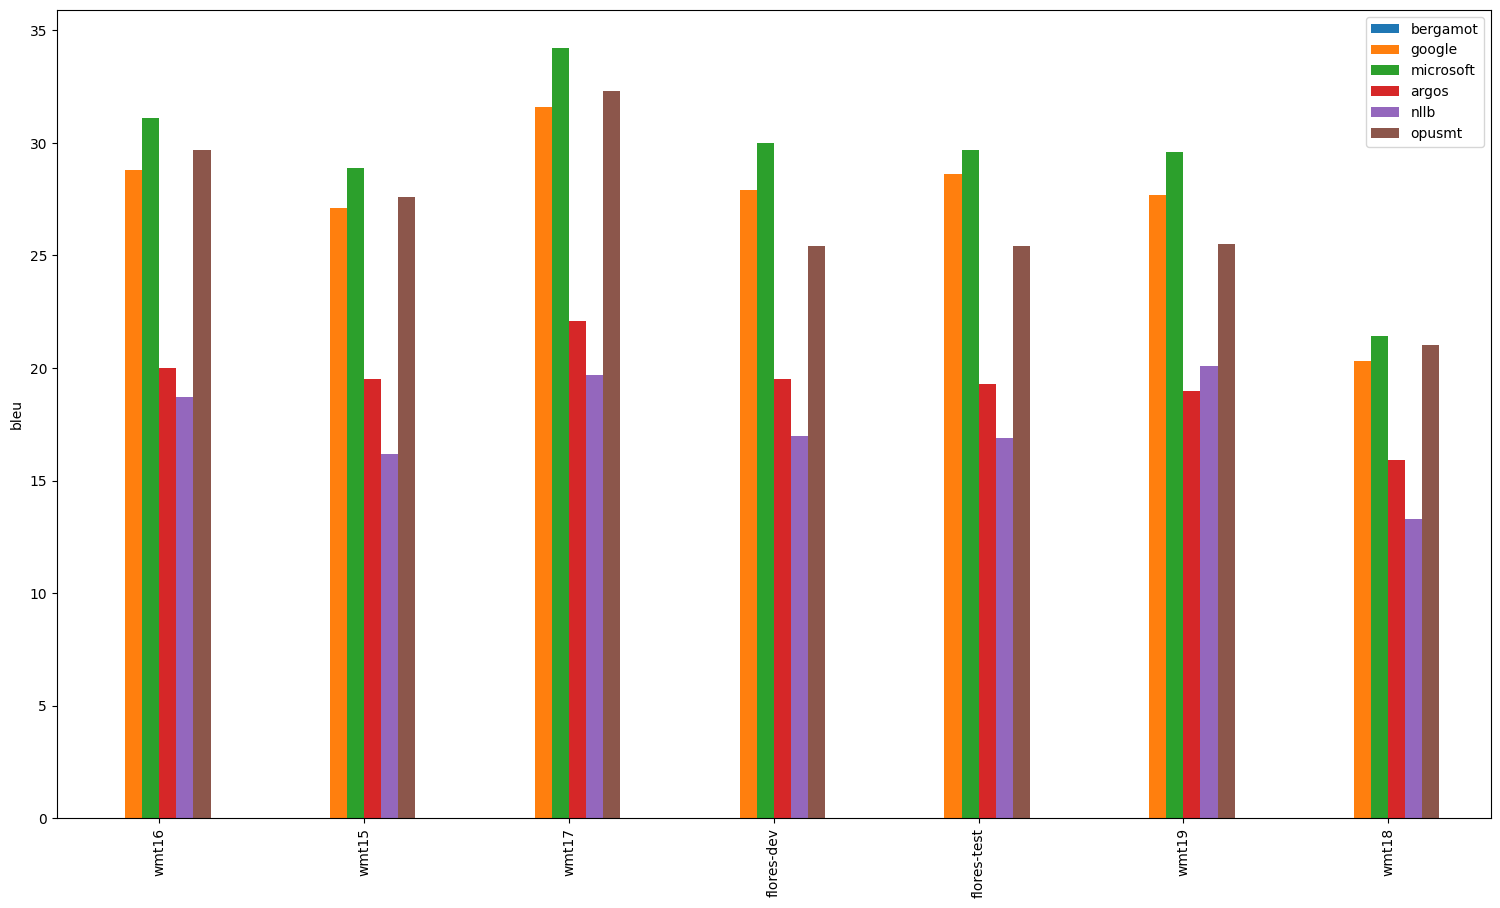 35
30
25
20
15
10
5
0
bleu
wmt16
wmt15
wmt17
flores-dev
flores-test
wmt19
wmt18
bergamot
google
microsoft
argos
nllb
opusmt